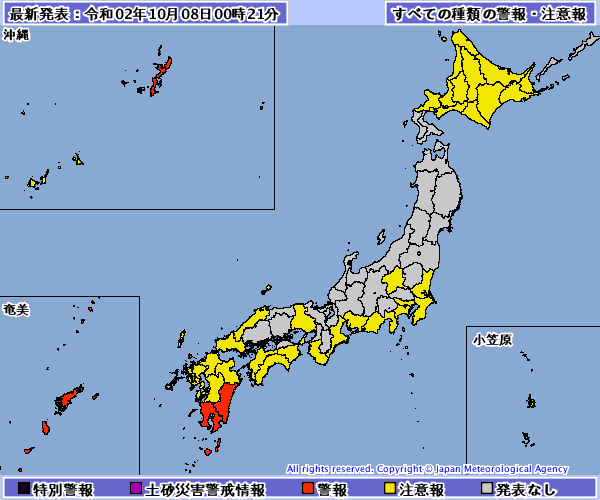 最新発表：令和02年10月08日00時21分
すべての種類の警報・注意報
沖縄
奄美
小笠原
All rights reserved. Copyright © Japan Meteorological Agency
特別警報 土砂災害警戒情報 警報 注意報 発表なし